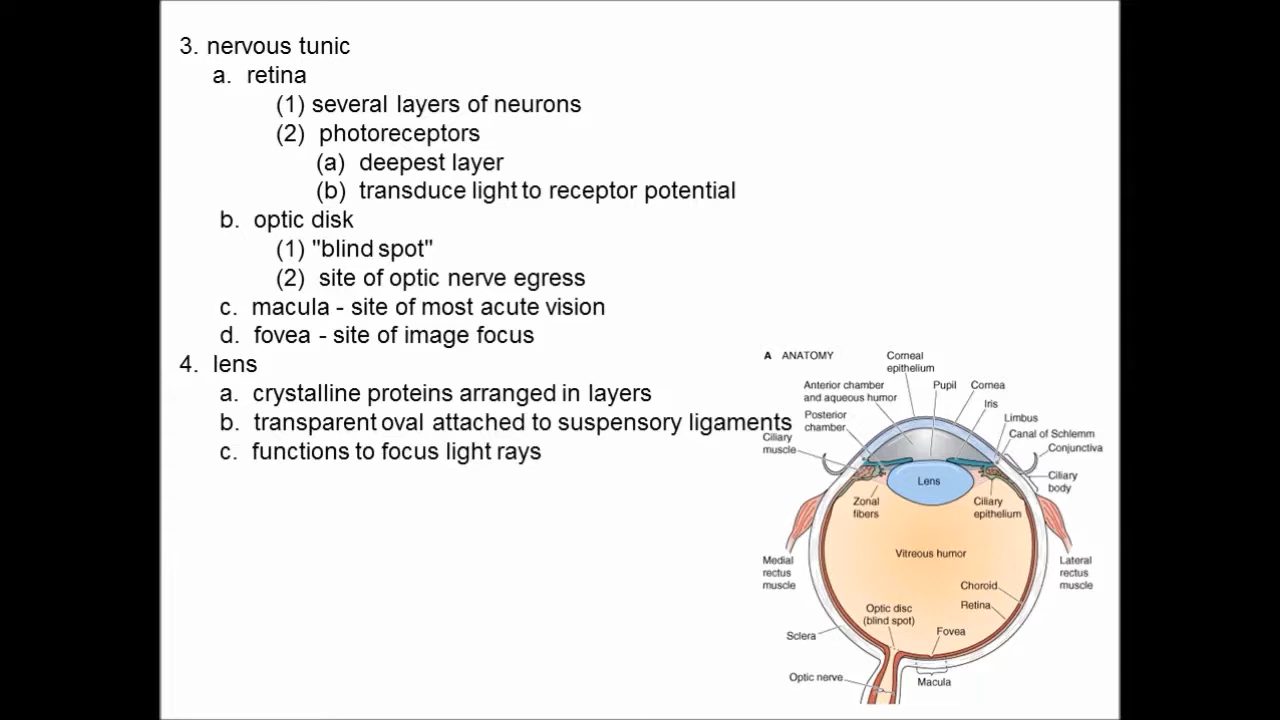 3. nervous tunic
a. retina
(1) several layers of neurons
(2) photoreceptors
(a) deepest layer
(b) transduce light to receptor potential
b. optic disk
(1) "blind spot"
(2) site of optic nerve egress
c. macula - site of most acute vision
d. fovea - site of image focus
4. lens
a. crystalline proteins arranged in layers
b. transparent oval attached to suspensory ligaments
c. functions to focus light rays
A ANATOMY
Corneal
epithelium
Anterior chamber
and aqueous humor
Pupil
Cornea
Iris
Posterior
chamber
Limbus
Canal of Schlemm
Ciliary
muscle
Conjunctiva
Lens
Ciliary
body
Zonal
fibers
Ciliary
epithelium
Vitreous humor
Medial
rectus
muscle
Lateral
rectus
muscle
Choroid
Retina
Optic disc
(blind spot)
Fovea
Sclera
Optic nerve
Macula